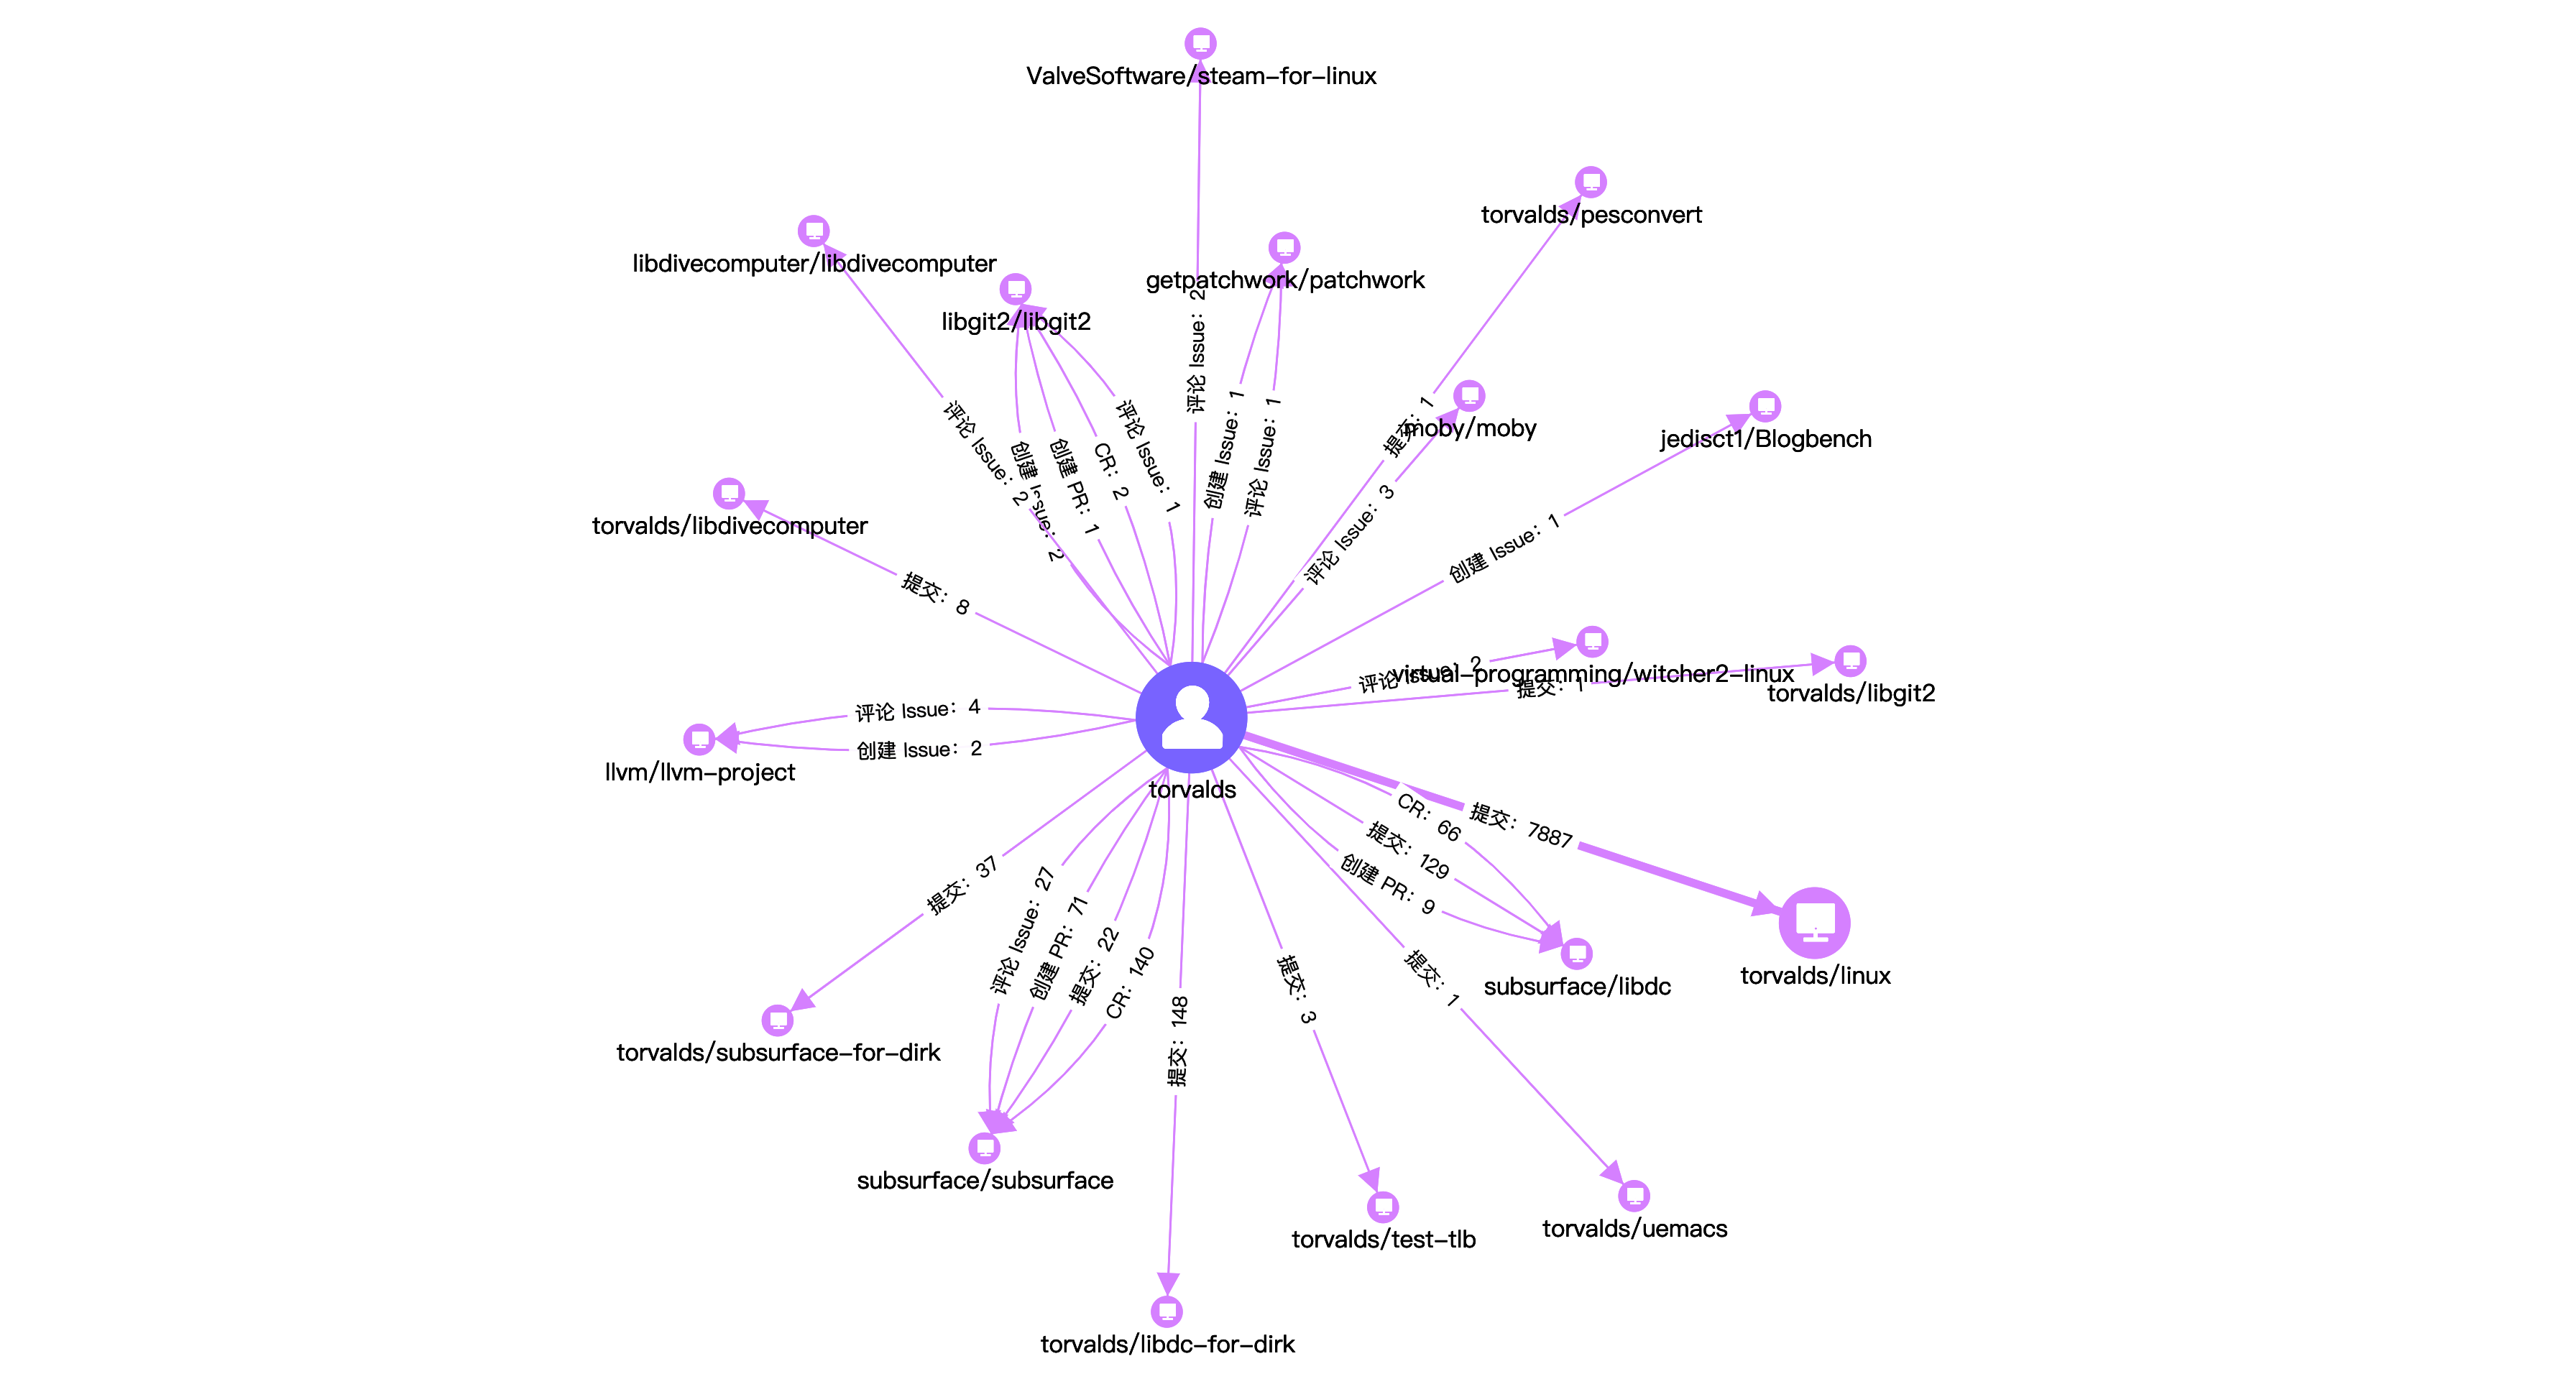 ValveSoftware/steam-for-linux
torvalds/pesconvert
libdivecomputer/libdivecomputer
getpatchwork/patchwork
libgit2/libgit2
评论 Issue: 2
创建 Issue: 1
评论 Issue: 1
提交: 1
moby/moby
jedisct1/Blogbench
评论 Issue: 2
创建 Issue: 2
创建 PR: 1
CR: 2
评论 Issue: 1
评论 Issue: 3
torvalds/libdivecomputer
提交: 8
创建 Issue: 1
评论 Issue: 2
virtual-programming/witcher2-linux
提交: 1
torvalds/libgit2
评论 Issue: 4
创建 Issue: 2
llvm/llvm-project
torvalds
CR: 66
提交: 7887
提交: 129
创建 PR: 9
提交: 37
评论 Issue: 27
创建 PR: 71
提交: 22
CR: 140
提交: 148
提交: 3
提交: 1
subsurface/libdc
torvalds/linux
torvalds/subsurface-for-dirk
subsurface/subsurface
torvalds/test-tlb
torvalds/uemacs
torvalds/libdc-for-dirk